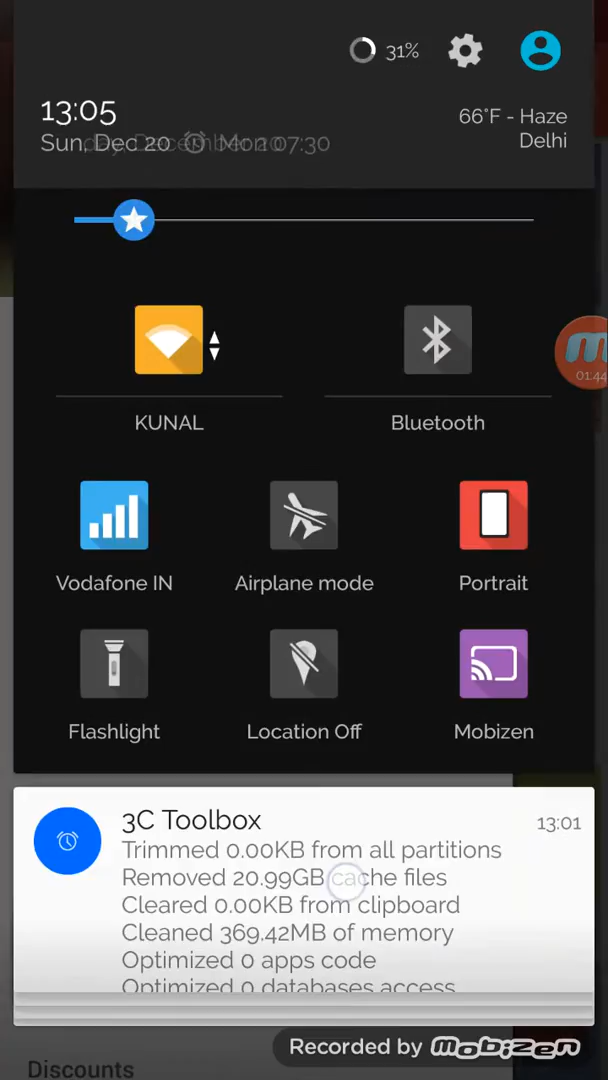 31%
13:05
66°F - Haze
Sun, Dec 20
Mon 07:30
Delhi
01:44
KUNAL
Bluetooth
Vodafone IN
Airplane mode
Portrait
Flashlight
Location Off
Mobizen
3C Toolbox
13:01
Trimmed 0.00KB from all partitions
Removed 20.99GB cache files
Cleared 0.00KB from clipboard
Cleaned 369.42MB of memory
Optimized 0 apps code
Optimized 0 databases access
Recorded by mobizen
Discounts